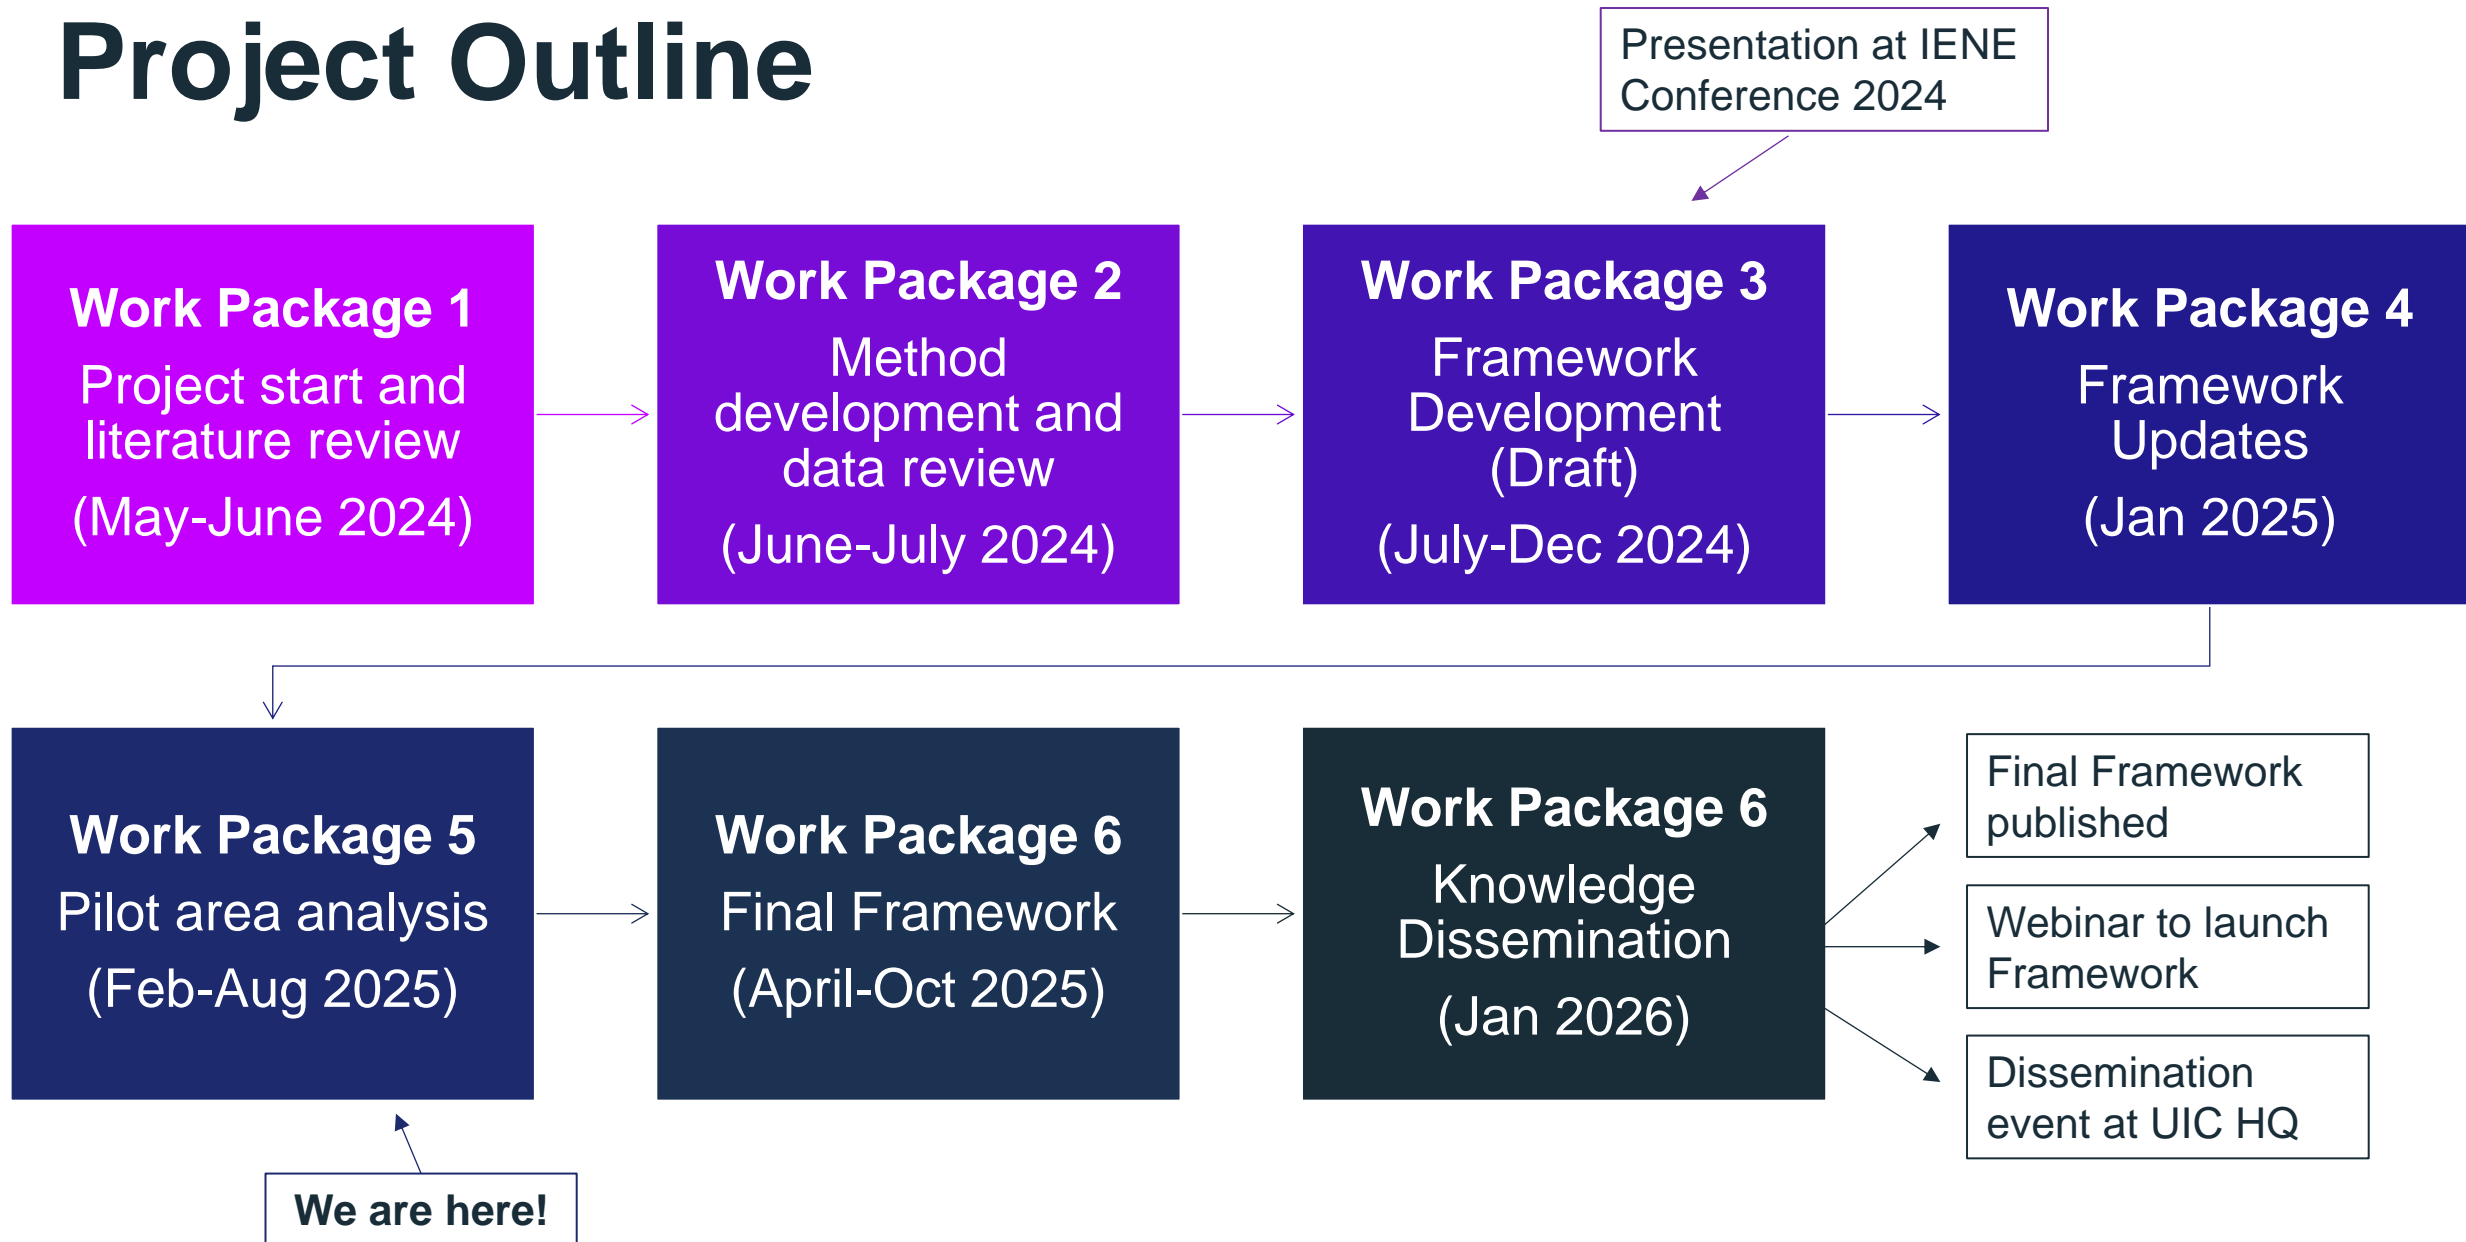 Project Outline
Presentation at IENE
Conference 2024
Work Package 1
Project start and
literature review
(May-June 2024)
Work Package 2
Method
development and
data review
(June-July 2024)
Work Package 3
Framework
Development
(Draft)
(July-Dec 2024)
Work Package 4
Framework
Updates
(Jan 2025)
Work Package 5
Pilot area analysis
(Feb-Aug 2025)
Work Package 6
Final Framework
(April-Oct 2025)
Work Package 6
Knowledge
Dissemination
(Jan 2026)
Final Framework
published
Webinar to launch
Framework
Dissemination
event at UIC HQ
We are here!